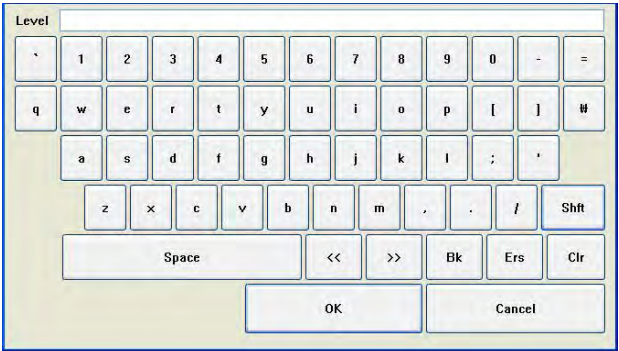 Level
` 1 2 3 4 5 6 7 8 9 0 - =
q w e r t y u i o p [ ] ₩
a s d f g h j k l ; '
z x c v b n m , . / Shft
Space << >> Bk Ers Clr
OK Cancel